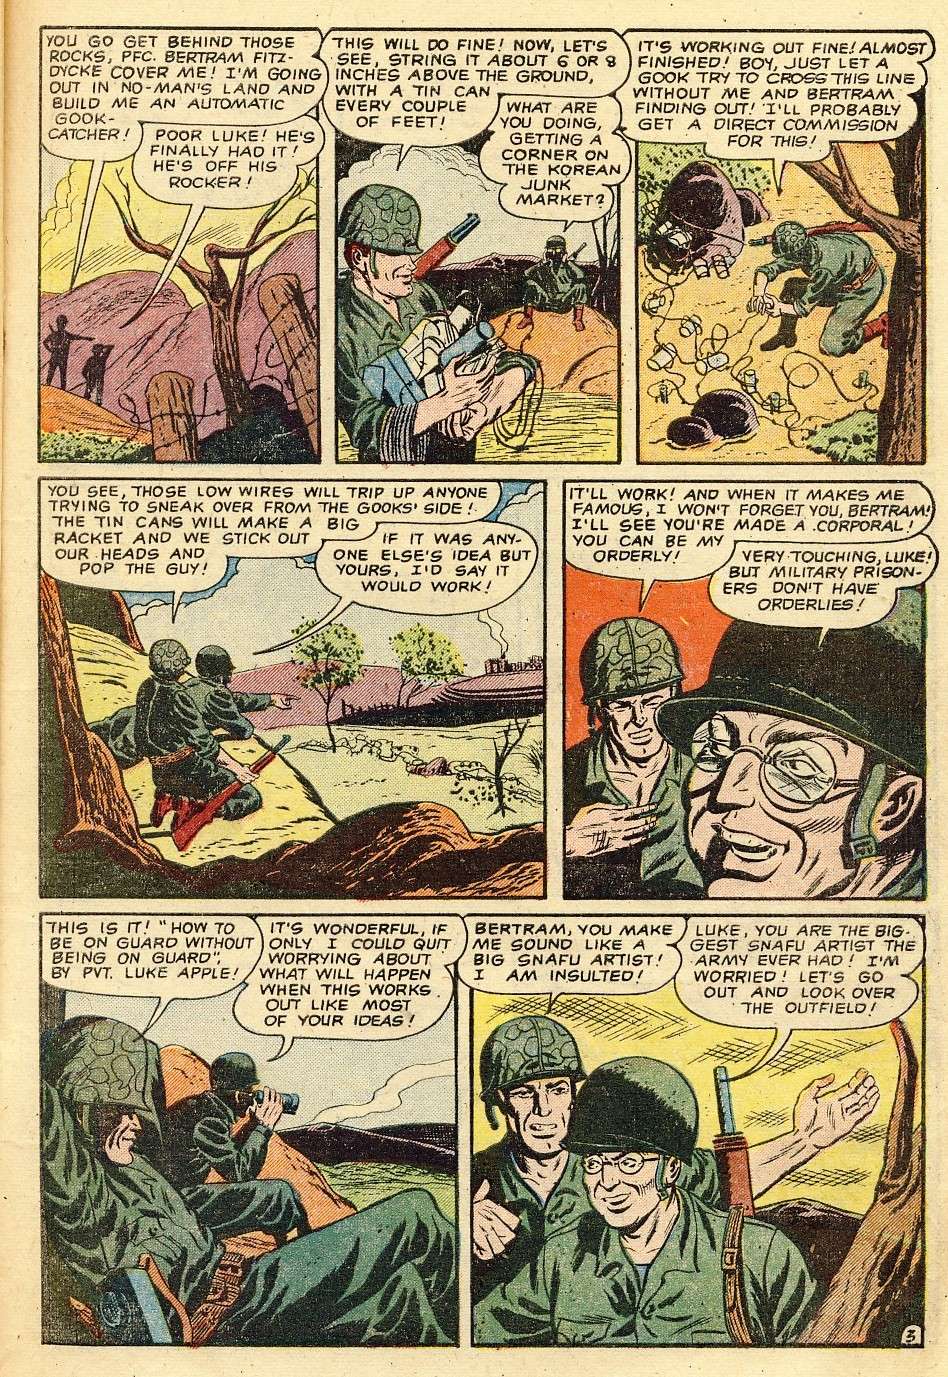 YOU GO GET BEHIND THOSE
ROCKS, PFC. BERTRAM FITZ-
DYCKE COVER ME! I'M GOING
OUT IN NO-MAN'S LAND AND
BUILD ME AN AUTOMATIC
GOOK-
CATCHER!
POOR LUKE! HE'S
FINALLY HAD IT!
HE'S OFF HIS
ROCKER!
THIS WILL DO FINE! NOW, LET'S
SEE, STRING IT ABOUT 6 OR 8
INCHES ABOVE THE GROUND,
WITH A TIN CAN
EVERY COUPLE
OF FEET!
WHAT ARE
YOU DOING,
GETTING A
CORNER ON
THE KOREAN
JUNK
MARKET?
IT'S WORKING OUT FINE! ALMOST
FINISHED! BOY, JUST LET A
GOOK TRY TO CROSS THIS LINE
WITHOUT ME AND BERTRAM
FINDING OUT! I'LL PROBABLY
GET A DIRECT COMMISSION
FOR THIS!
YOU SEE, THOSE LOW WIRES WILL TRIP UP ANYONE
TRYING TO SNEAK OVER FROM THE GOOKS' SIDE!
THE TIN CANS WILL MAKE A BIG
RACKET AND WE STICK OUT
OUR HEADS AND
POP THE GUY!
IF IT WAS ANY-
ONE ELSE'S IDEA BUT
YOURS, I'D SAY IT
WOULD WORK!
IT'LL WORK! AND WHEN IT MAKES ME
FAMOUS, I WON'T FORGET YOU, BERTRAM!
I'LL SEE YOU'RE MADE A CORPORAL!
YOU CAN BE MY
ORDERLY!
VERY TOUCHING, LUKE!
BUT MILITARY PRISON-
ERS DON'T HAVE
ORDERLIES!
THIS IS IT! "HOW TO
BE ON GUARD WITHOUT
BEING ON GUARD",
BY PVT. LUKE APPLE!
IT'S WONDERFUL, IF
ONLY I COULD QUIT
WORRYING ABOUT
WHAT WILL HAPPEN
WHEN THIS WORKS
OUT LIKE MOST
OF YOUR IDEAS!
BERTRAM, YOU MAKE
ME SOUND LIKE A
BIG SNAFU ARTIST!
I AM INSULTED!
LUKE, YOU ARE THE BIG-
GEST SNAFU ARTIST THE
ARMY EVER HAD! I'M
WORRIED! LET'S GO
OUT AND LOOK OVER
THE OUTFIELD!
3